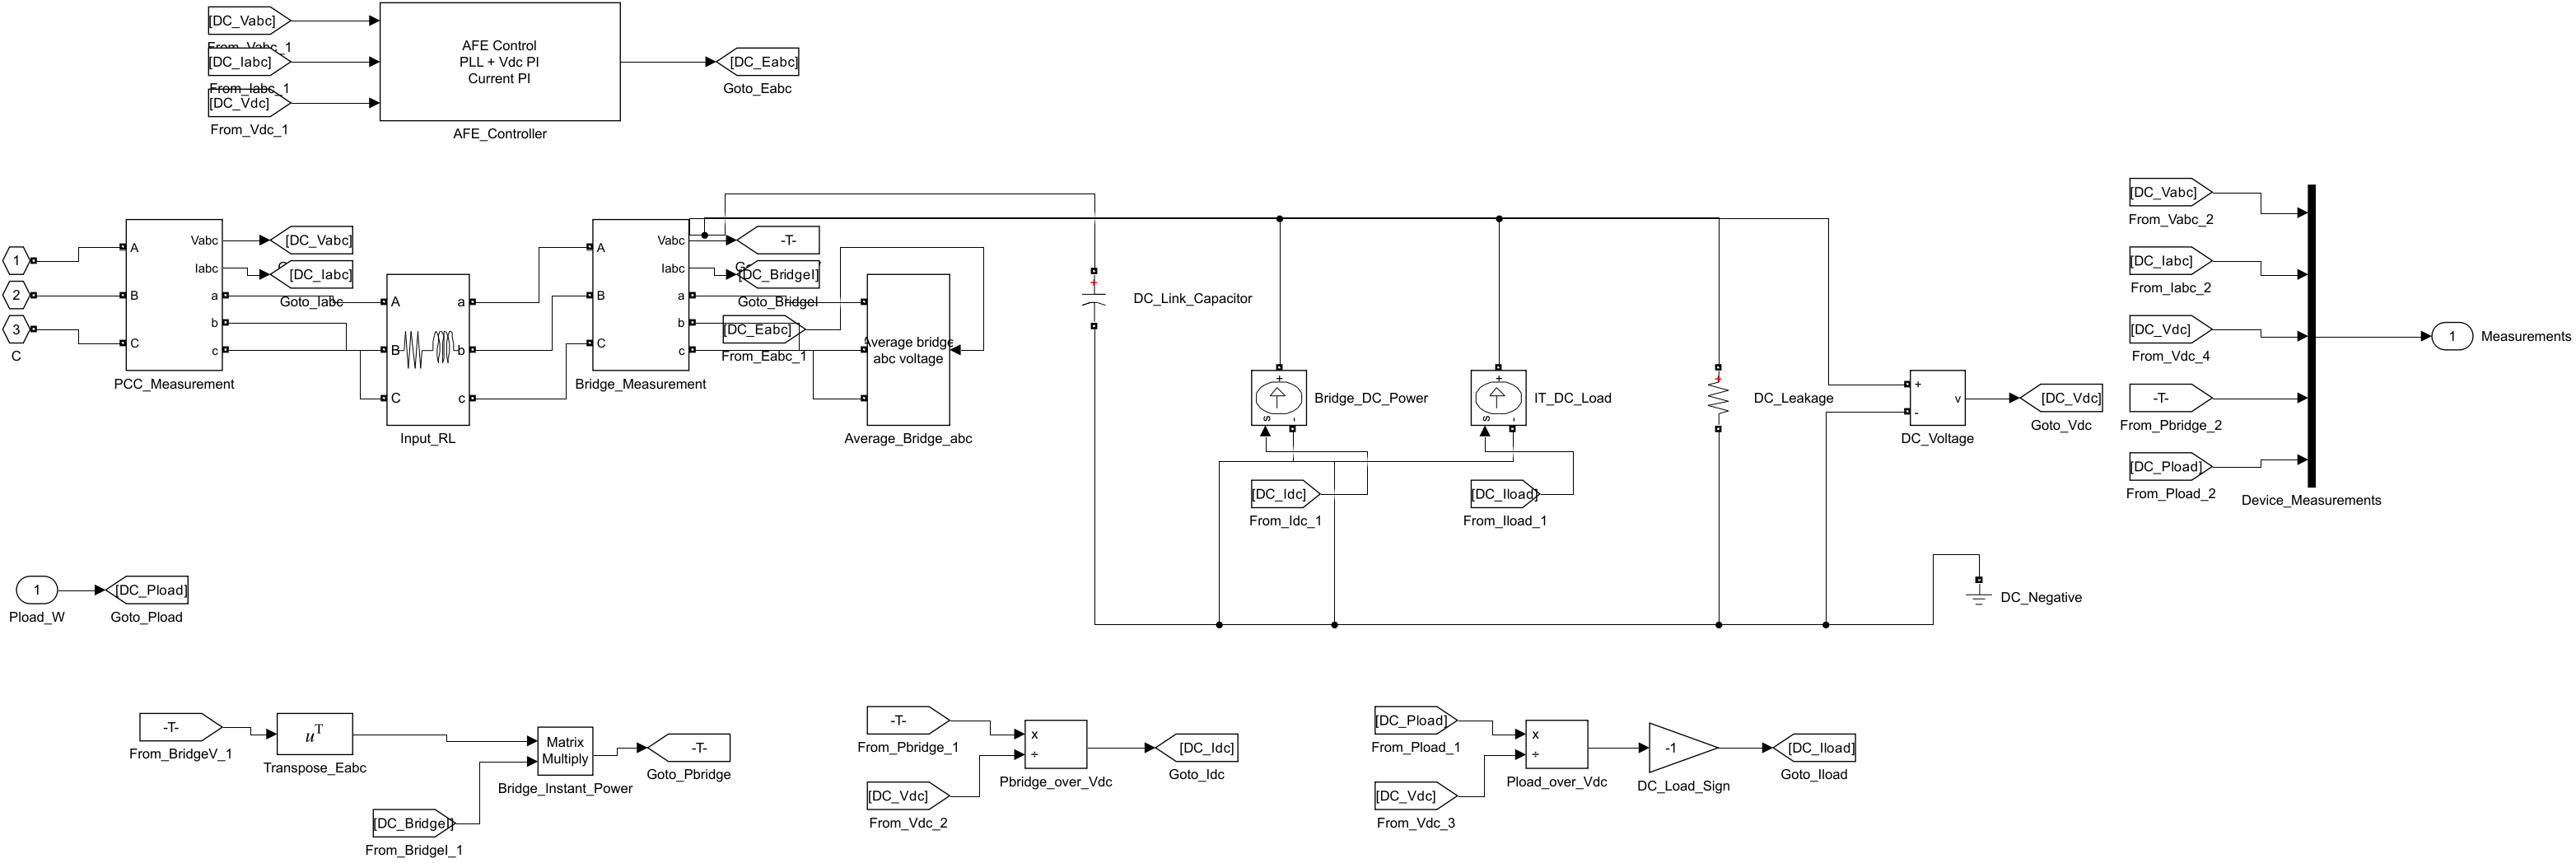 [DC_Vabc]
From_Vabc_1
[DC_Iabc]
From_Iabc_1
[DC_Vdc]
From_Vdc_1
AFE Control
PLL + Vdc PI
Current PI
AFE_Controller
[DC_Eabc]
Goto_Eabc
1
2
3
C
A
B
C
Vabc
Iabc
a
b
c
PCC_Measurement
[DC_Vabc]
[DC_Iabc]
Goto_Iabc
A
B
C
a
b
c
Input_RL
A
B
C
Vabc
Iabc
a
b
c
Bridge_Measurement
-T-
[DC_BridgeI]
Goto_BridgeI
[DC_Eabc]
From_Eabc_1
Average bridge
abc voltage
Average_Bridge_abc
+
DC_Link_Capacitor
+
s
-
Bridge_DC_Power
[DC_Idc]
From_Idc_1
+
s
-
IT_DC_Load
[DC_Iload]
From_Iload_1
+
DC_Leakage
+
-
v
DC_Voltage
[DC_Vdc]
Goto_Vdc
DC_Negative
[DC_Vabc]
From_Vabc_2
[DC_Iabc]
From_Iabc_2
[DC_Vdc]
From_Vdc_4
-T-
From_Pbridge_2
[DC_Pload]
From_Pload_2
Device_Measurements
1
Measurements
1
Pload_W
[DC_Pload]
Goto_Pload
-T-
From_BridgeV_1
uT
Transpose_Eabc
[DC_BridgeI]
From_BridgeI_1
Matrix
Multiply
Bridge_Instant_Power
-T-
Goto_Pbridge
-T-
From_Pbridge_1
[DC_Vdc]
From_Vdc_2
x
÷
Pbridge_over_Vdc
[DC_Idc]
Goto_Idc
[DC_Pload]
From_Pload_1
[DC_Vdc]
From_Vdc_3
x
÷
Pload_over_Vdc
-1
DC_Load_Sign
[DC_Iload]
Goto_Iload